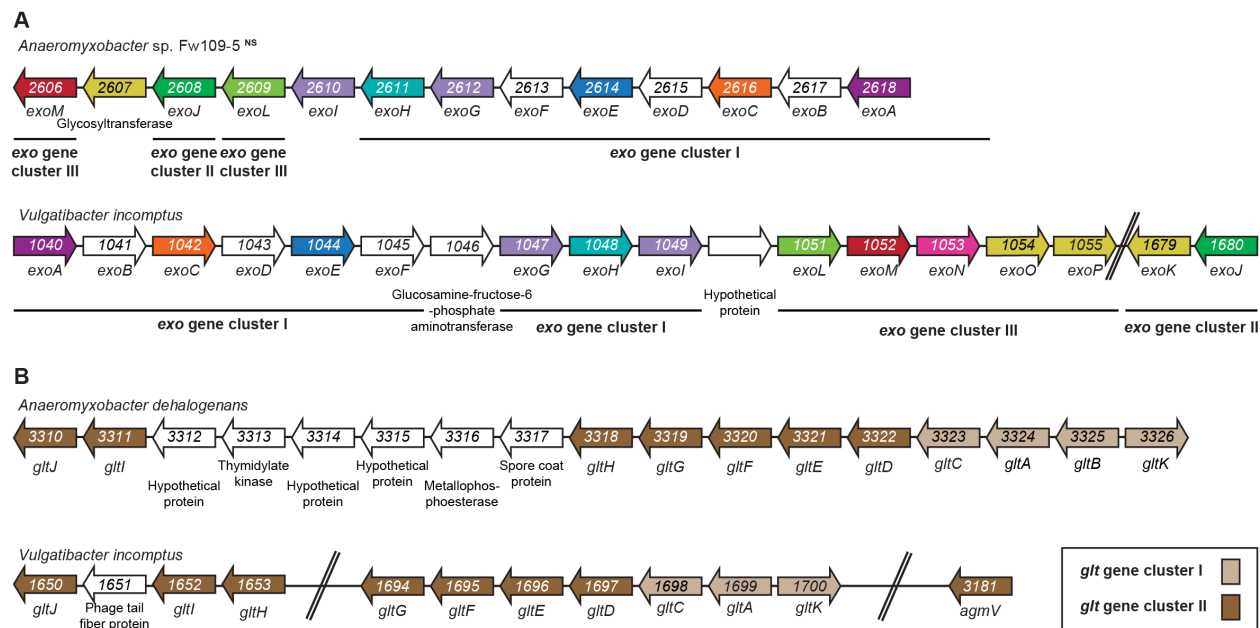 A
Anaeromyxobacter sp. Fw109-5 NS
2606 2607 2608 2609 2610 2611 2612 2613 2614 2615 2616 2617 2618
exoM exoJ exoL exoI exoH exoG exoF exoE exoD exoC exoB exoA
Glycosyltransferase
exo gene cluster III
exo gene cluster II
exo gene cluster III
exo gene cluster I
Vulgatibacter incomptus
1040 1041 1042 1043 1044 1045 1046 1047 1048 1049 1051 1052 1053 1054 1055 1679 1680
exoA exoB exoC exoD exoE exoF exoG exoH exoI exoL exoM exoN exoO exoP exoK exoJ
Glucosamine-fructose-6
-phosphate
aminotransferase
Hypothetical
protein
exo gene cluster I
exo gene cluster I
exo gene cluster III
exo gene cluster II
B
Anaeromyxobacter dehalogenans
3310 3311 3312 3313 3314 3315 3316 3317 3318 3319 3320 3321 3322 3323 3324 3325 3326
gltJ gltI gltH gltG gltF gltE gltD gltC gltA gltB gltK
Hypothetical
protein
Thymidylate
kinase
Hypothetical
protein
Hypothetical
protein
Metallophos-
phoesterase
Spore coat
protein
Vulgatibacter incomptus
1650 1651 1652 1653 1694 1695 1696 1697 1698 1699 1700 3181
gltJ gltI gltH gltG gltF gltE gltD gltC gltA gltK agmV
Phage tail
fiber protein
glt gene cluster I
glt gene cluster II